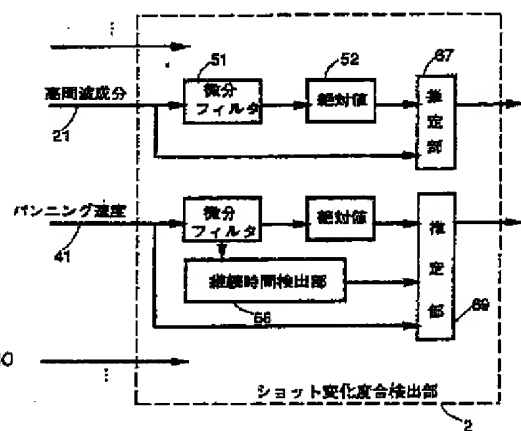 51
52
67
高周波成分
21
微分
フィルタ
絶対値
推定部
パンニング速度
41
微分
フィルタ
絶対値
推定部
継続時間検出部
69
ショット変化度合検出部
2